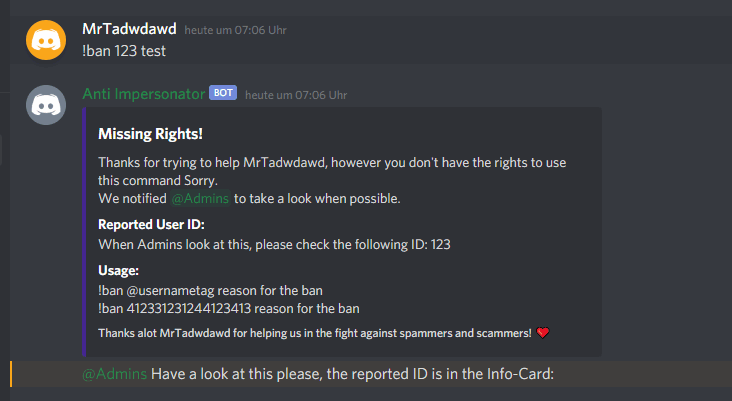 MrTadwdawd heute um 07:06 Uhr
!ban 123 test
Anti Impersonator BOT heute um 07:06 Uhr
Missing Rights!
Thanks for trying to help MrTadwdawd, however you don't have the rights to use
this command Sorry.
We notified @Admins to take a look when possible.
Reported User ID:
When Admins look at this, please check the following ID: 123
Usage:
!ban @usernametag reason for the ban
!ban 412331231244123413 reason for the ban
Thanks alot MrTadwdawd for helping us in the fight against spammers and scammers! ❤️
@Admins Have a look at this please, the reported ID is in the Info-Card: